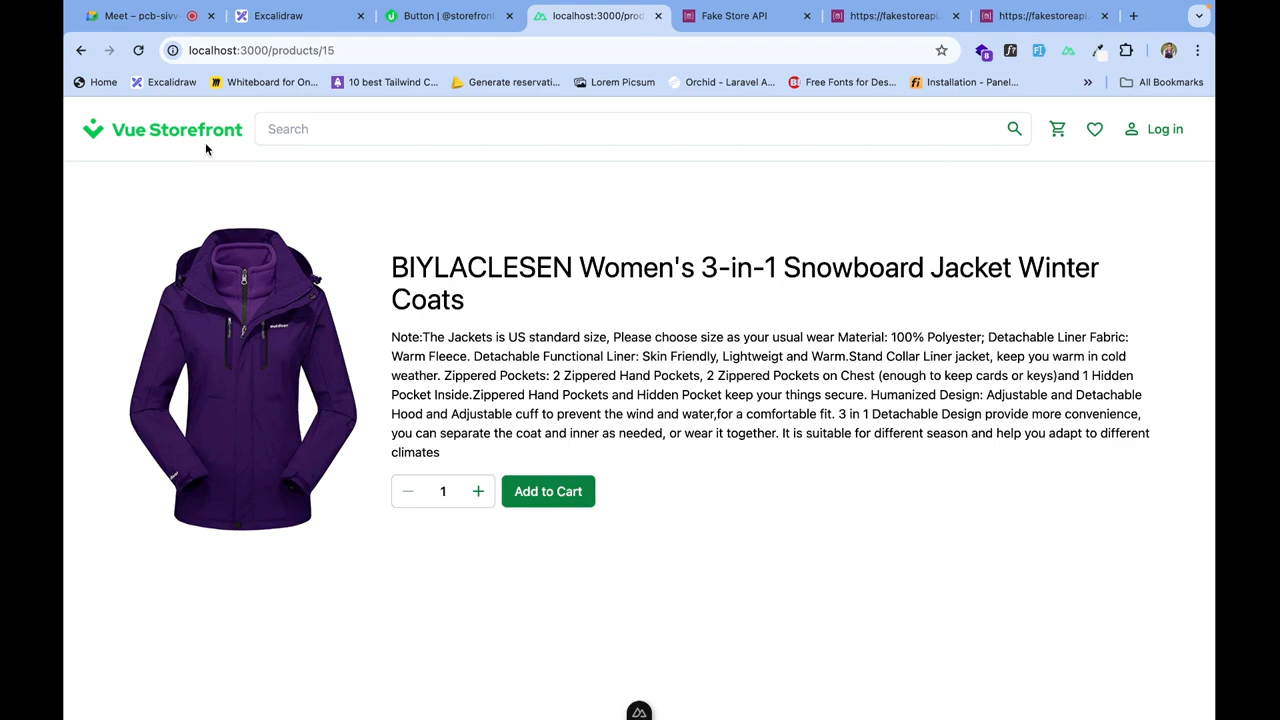 Meet – pcb-sivv
Excalidraw
Button | @storefront
localhost:3000/prod
Fake Store API
https://fakestoreapi.
https://fakestoreapi.
localhost:3000/products/15
8
Home
Excalidraw
Whiteboard for On...
10 best Tailwind C...
Generate reservati...
Lorem Picsum
Orchid - Laravel A...
Free Fonts for Des...
Installation - Panel...
All Bookmarks
Vue Storefront
Search
Log in
outdoor
BIYLACLESEN Women's 3-in-1 Snowboard Jacket Winter
Coats
Note:The Jackets is US standard size, Please choose size as your usual wear Material: 100% Polyester; Detachable Liner Fabric:
Warm Fleece. Detachable Functional Liner: Skin Friendly, Lightweigt and Warm.Stand Collar Liner jacket, keep you warm in cold
weather. Zippered Pockets: 2 Zippered Hand Pockets, 2 Zippered Pockets on Chest (enough to keep cards or keys)and 1 Hidden
Pocket Inside.Zippered Hand Pockets and Hidden Pocket keep your things secure. Humanized Design: Adjustable and Detachable
Hood and Adjustable cuff to prevent the wind and water,for a comfortable fit. 3 in 1 Detachable Design provide more convenience,
you can separate the coat and inner as needed, or wear it together. It is suitable for different season and help you adapt to different
climates
1
Add to Cart